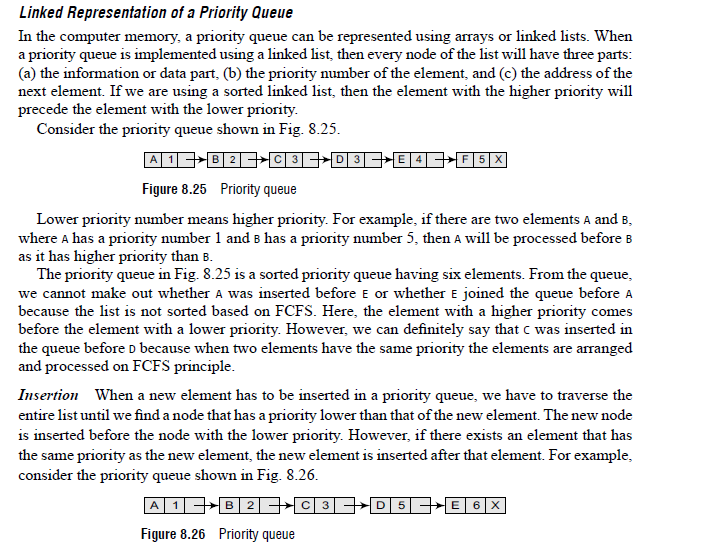 Linked Representation of a Priority Queue
In the computer memory, a priority queue can be represented using arrays or linked lists. When
a priority queue is implemented using a linked list, then every node of the list will have three parts:
(a) the information or data part, (b) the priority number of the element, and (c) the address of the
next element. If we are using a sorted linked list, then the element with the higher priority will
precede the element with the lower priority.
Consider the priority queue shown in Fig. 8.25.
A 1 B 2 C 3 D 3 E 4 F 5 X
Figure 8.25 Priority queue
Lower priority number means higher priority. For example, if there are two elements A and B,
where A has a priority number 1 and B has a priority number 5, then A will be processed before B
as it has higher priority than B.
The priority queue in Fig. 8.25 is a sorted priority queue having six elements. From the queue,
we cannot make out whether A was inserted before E or whether E joined the queue before A
because the list is not sorted based on FCFS. Here, the element with a higher priority comes
before the element with a lower priority. However, we can definitely say that C was inserted in
the queue before D because when two elements have the same priority the elements are arranged
and processed on FCFS principle.
Insertion When a new element has to be inserted in a priority queue, we have to traverse the
entire list until we find a node that has a priority lower than that of the new element. The new node
is inserted before the node with the lower priority. However, if there exists an element that has
the same priority as the new element, the new element is inserted after that element. For example,
consider the priority queue shown in Fig. 8.26.
A 1 B 2 C 3 D 5 E 6 X
Figure 8.26 Priority queue